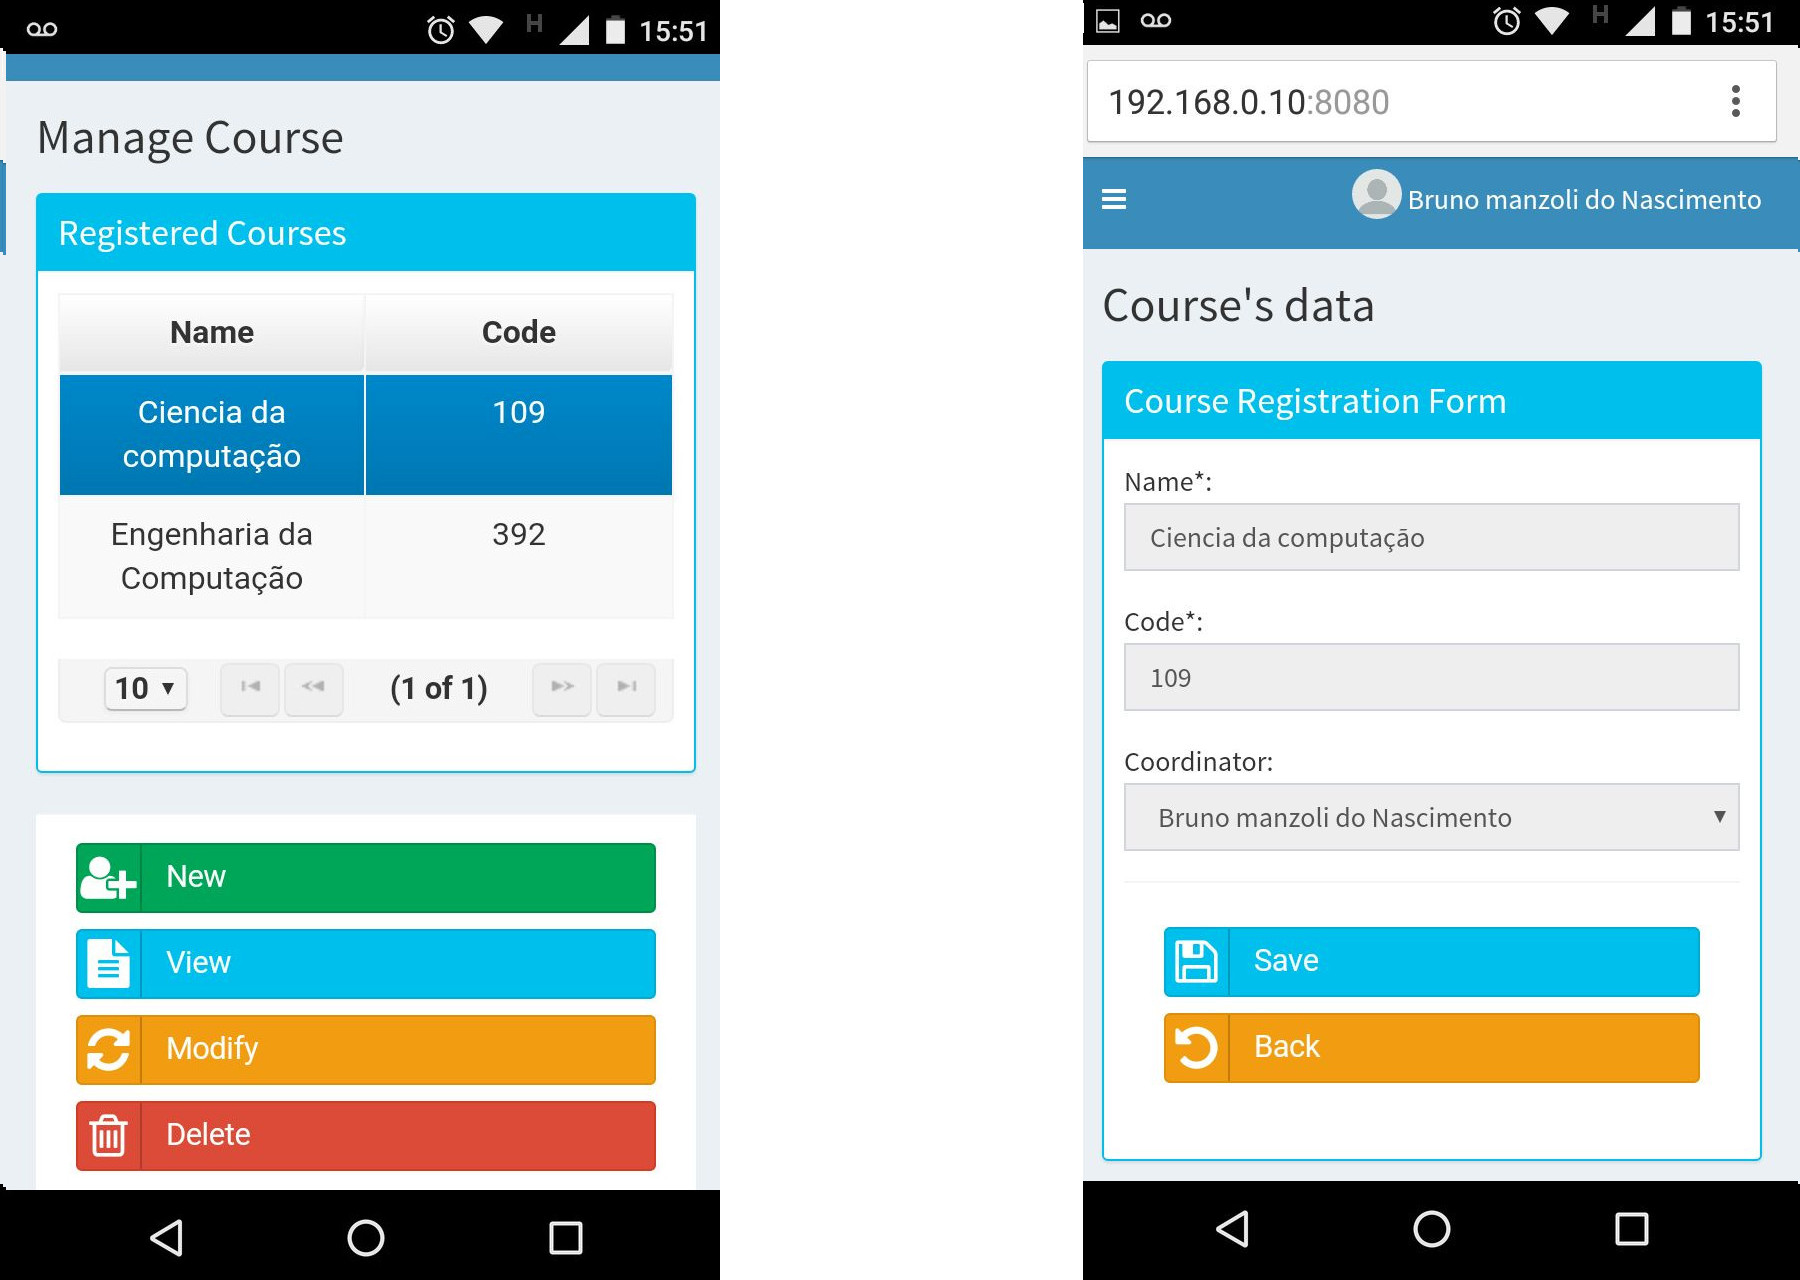 15:51
Manage Course
Registered Courses
Name Code
Ciencia da 109
computação
Engenharia da 392
Computação
10 (1 of 1)
New
View
Modify
Delete
H 15:51
192.168.0.10:8080
Bruno manzoli do Nascimento
Course's data
Course Registration Form
Name*:
Ciencia da computação
Code*:
109
Coordinator:
Bruno manzoli do Nascimento
Save
Back